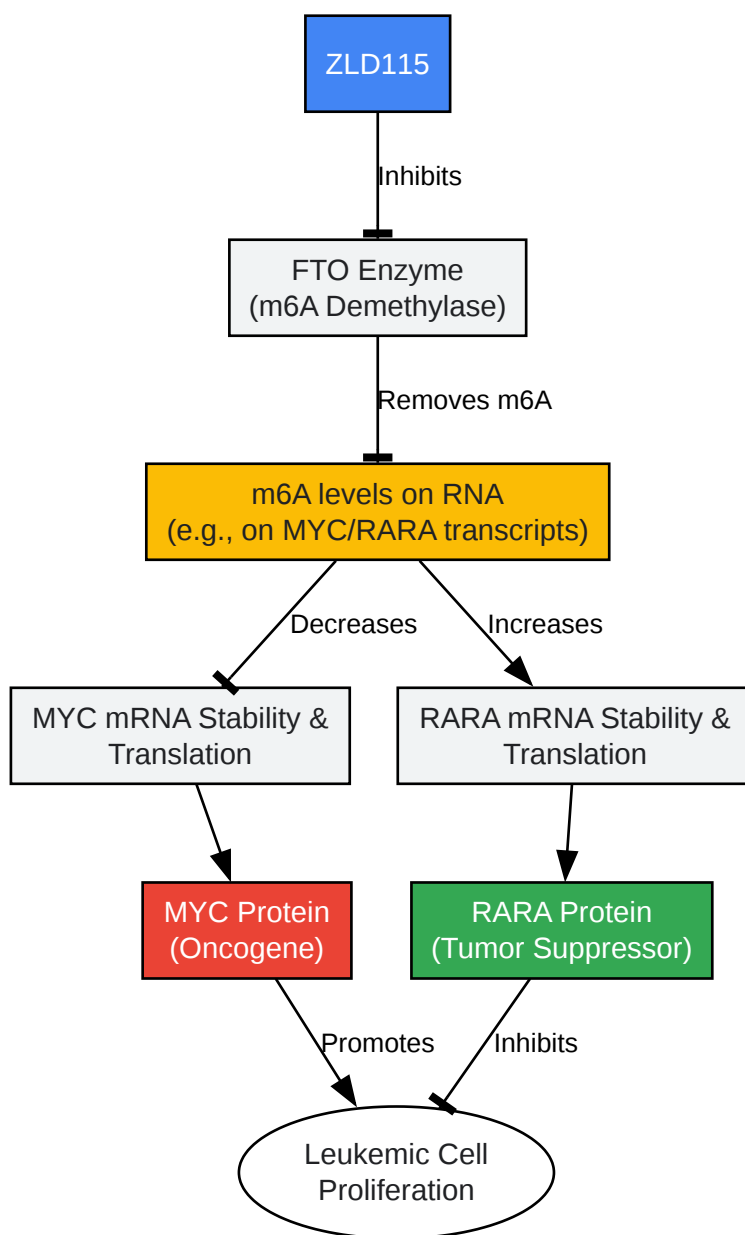 ZLD115
Inhibits
FTO Enzyme
(m6A Demethylase)
Removes m6A
m6A levels on RNA
(e.g., on MYC/RARA transcripts)
Decreases
Increases
MYC mRNA Stability &
Translation
RARA mRNA Stability &
Translation
MYC Protein
(Oncogene)
RARA Protein
(Tumor Suppressor)
Promotes
Inhibits
Leukemic Cell
Proliferation